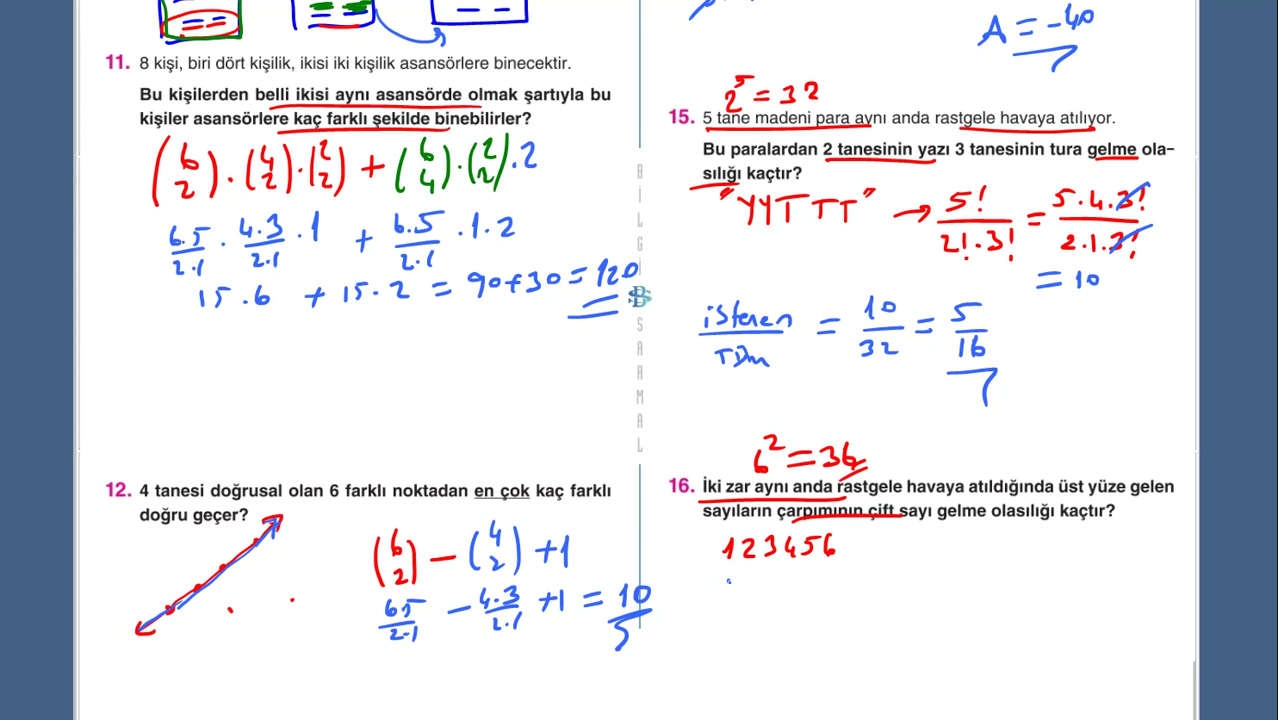 11. 8 kişi, biri dört kişilik, ikisi iki kişilik asansörlere binecektir.
Bu kişilerden belli ikisi aynı asansörde olmak şartıyla bu
kişiler asansörlere kaç farklı şekilde binebilirler?
(6 2) . (4 2) . (2 2) + (6 4) . (2 2) . 2
6.5/2.1 . 4.3/2.1 . 1 + 6.5/2.1 . 1 . 2
15.6 + 15.2 = 90+30 = 120
12. 4 tanesi doğrusal olan 6 farklı noktadan en çok kaç farklı
doğru geçer?
(6 2) – (4 2) +1
6.5/2.1 – 4.3/2.1 +1 = 10
BİLGİ SARMAL
A = -40
2^5 = 32
15. 5 tane madeni para aynı anda rastgele havaya atılıyor.
Bu paralardan 2 tanesinin yazı 3 tanesinin tura gelme ola-
sılığı kaçtır?
"YYTTT" → 5!/2!.3! = 5.4.3!/2.1.3!
= 10
istenen/Tüm = 10/32 = 5/16
6^2 = 36
16. İki zar aynı anda rastgele havaya atıldığında üst yüze gelen
sayıların çarpımının çift sayı gelme olasılığı kaçtır?
1 2 3 4 5 6